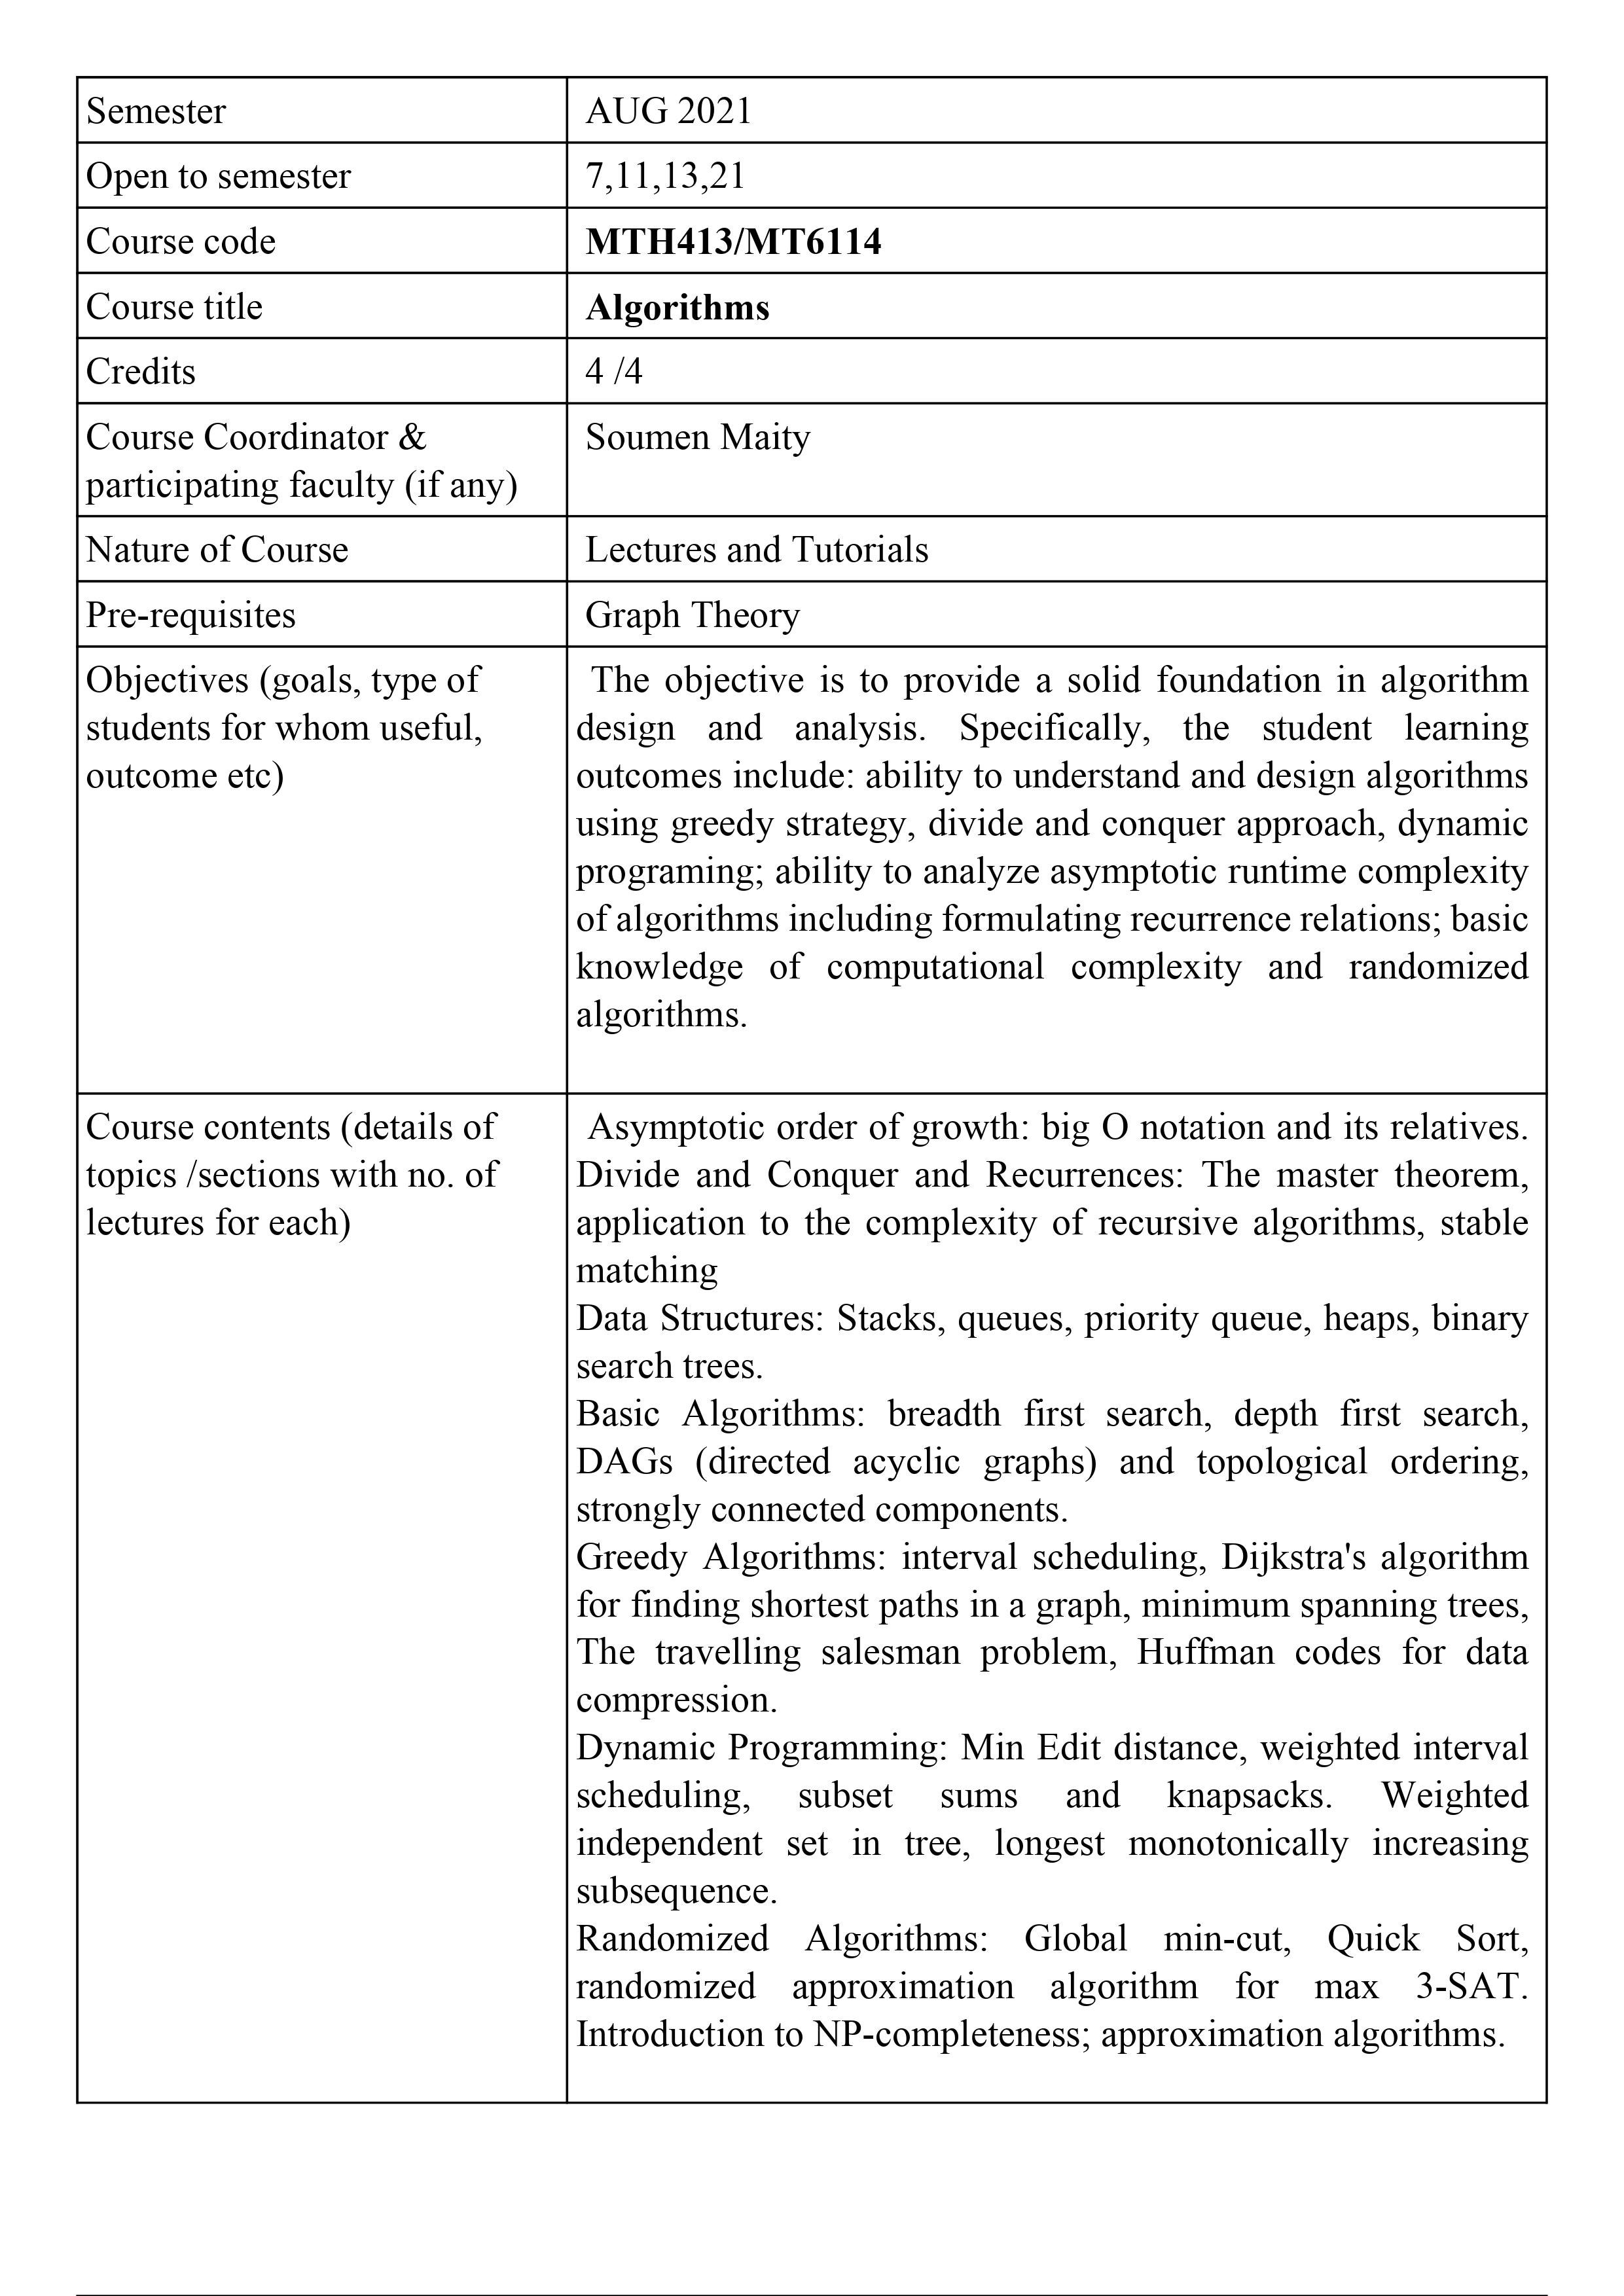 Semester
AUG 2021
Open to semester
7,11,13,21
Course code
MTH413/MT6114
Course title
Algorithms
Credits
4 /4
Course Coordinator &
participating faculty (if any)
Soumen Maity
Nature of Course
Lectures and Tutorials
Pre-requisites
Graph Theory
Objectives (goals, type of
students for whom useful,
outcome etc)
The objective is to provide a solid foundation in algorithm
design and analysis. Specifically, the student learning
outcomes include: ability to understand and design algorithms
using greedy strategy, divide and conquer approach, dynamic
programing; ability to analyze asymptotic runtime complexity
of algorithms including formulating recurrence relations; basic
knowledge of computational complexity and randomized
algorithms.
Course contents (details of
topics /sections with no. of
lectures for each)
Asymptotic order of growth: big O notation and its relatives.
Divide and Conquer and Recurrences: The master theorem,
application to the complexity of recursive algorithms, stable
matching
Data Structures: Stacks, queues, priority queue, heaps, binary
search trees.
Basic Algorithms: breadth first search, depth first search,
DAGs (directed acyclic graphs) and topological ordering,
strongly connected components.
Greedy Algorithms: interval scheduling, Dijkstra's algorithm
for finding shortest paths in a graph, minimum spanning trees,
The travelling salesman problem, Huffman codes for data
compression.
Dynamic Programming: Min Edit distance, weighted interval
scheduling, subset sums and knapsacks. Weighted
independent set in tree, longest monotonically increasing
subsequence.
Randomized Algorithms: Global min-cut, Quick Sort,
randomized approximation algorithm for max 3-SAT.
Introduction to NP-completeness; approximation algorithms.